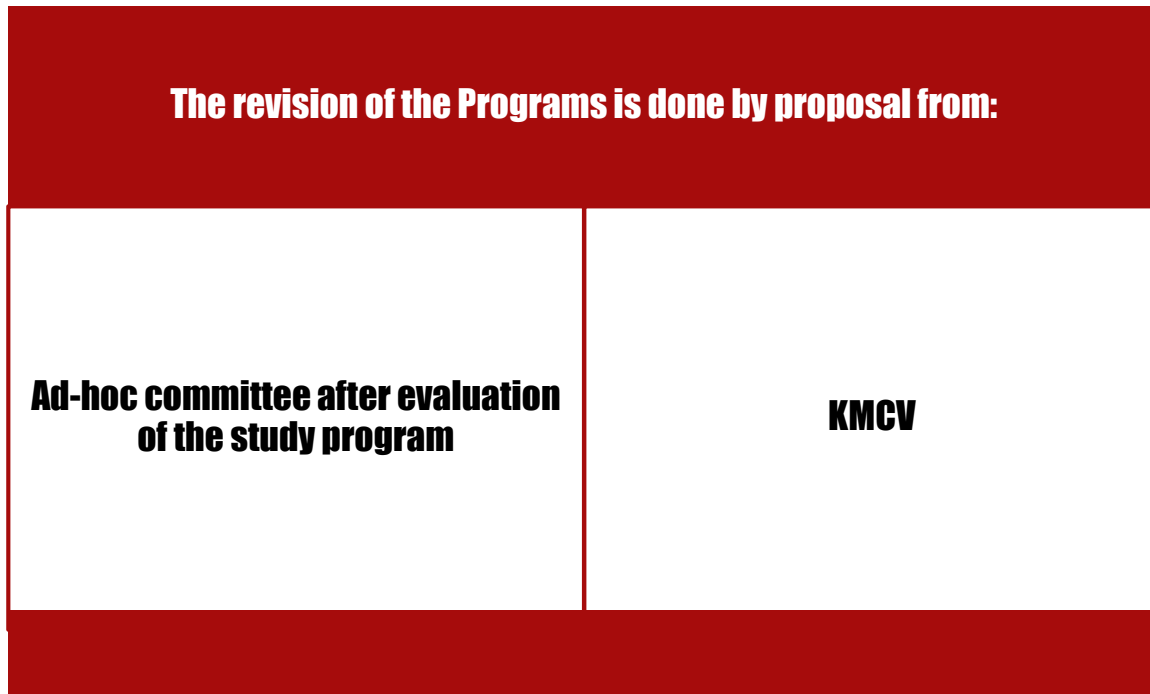 The revision of the Programs is done by proposal from:
Ad-hoc committee after evaluation
of the study program
KMCV